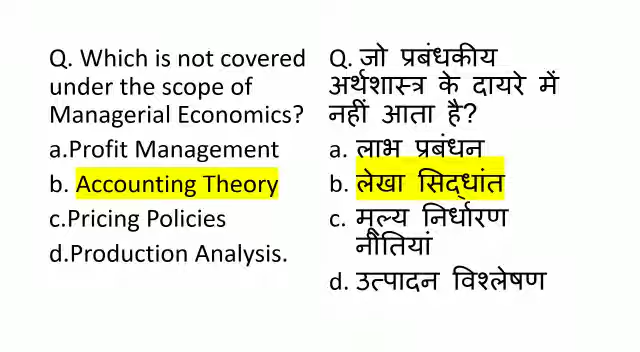 Q. Which is not covered
under the scope of
Managerial Economics?
a.Profit Management
b. Accounting Theory
c.Pricing Policies
d.Production Analysis.
Q. जो प्रबंधकीय
अर्थशास्त्र के दायरे में
नहीं आता है?
a. लाभ प्रबंधन
b. लेखा सिद्धांत
c. मूल्य निर्धारण
नीतियां
d. उत्पादन विश्लेषण